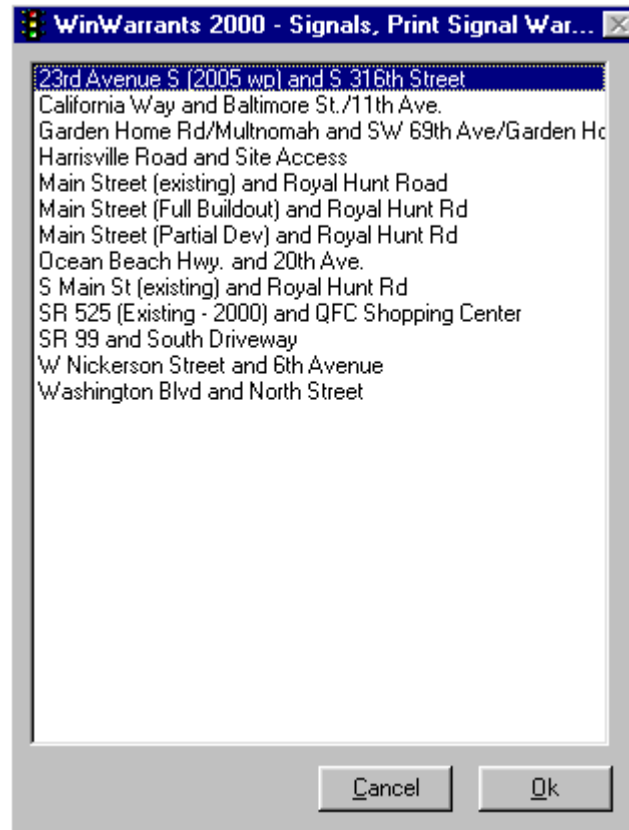 WinWarrants 2000 - Signals, Print Signal War...
23rd Avenue S (2005 wp) and S 316th Street
California Way and Baltimore St./11th Ave.
Garden Home Rd/Multnomah and SW 69th Ave/Garden Ho
Harrisville Road and Site Access
Main Street (existing) and Royal Hunt Road
Main Street (Full Buildout) and Royal Hunt Rd
Main Street (Partial Dev) and Royal Hunt Rd
Ocean Beach Hwy. and 20th Ave.
S Main St (existing) and Royal Hunt Rd
SR 525 (Existing - 2000) and QFC Shopping Center
SR 99 and South Driveway
W Nickerson Street and 6th Avenue
Washington Blvd and North Street
Cancel Ok